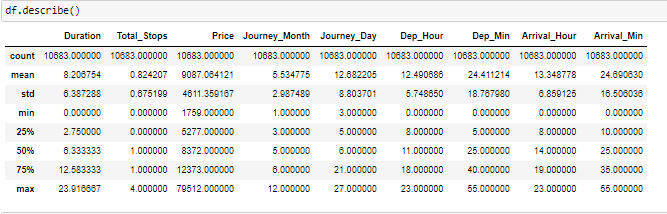 df.describe()
Duration Total_Stops Price Journey_Month Journey_Day Dep_Hour Dep_Min Arrival_Hour Arrival_Min
count 10683.000000 10683.000000 10683.000000 10683.000000 10683.000000 10683.000000 10683.000000 10683.000000 10683.000000
mean 8.206754 0.824207 9087.064121 5.534775 12.682205 12.490686 24.411214 13.348778 24.690630
std 6.387288 0.675199 4611.359167 2.987489 8.803701 5.748650 18.767980 6.859125 16.506036
min 0.000000 0.000000 1759.000000 1.000000 3.000000 0.000000 0.000000 0.000000 0.000000
25% 2.750000 0.000000 5277.000000 3.000000 5.000000 8.000000 5.000000 8.000000 10.000000
50% 6.333333 1.000000 8372.000000 5.000000 6.000000 11.000000 25.000000 14.000000 25.000000
75% 12.583333 1.000000 12373.000000 6.000000 21.000000 18.000000 40.000000 19.000000 35.000000
max 23.916667 4.000000 79512.000000 12.000000 27.000000 23.000000 55.000000 23.000000 55.000000